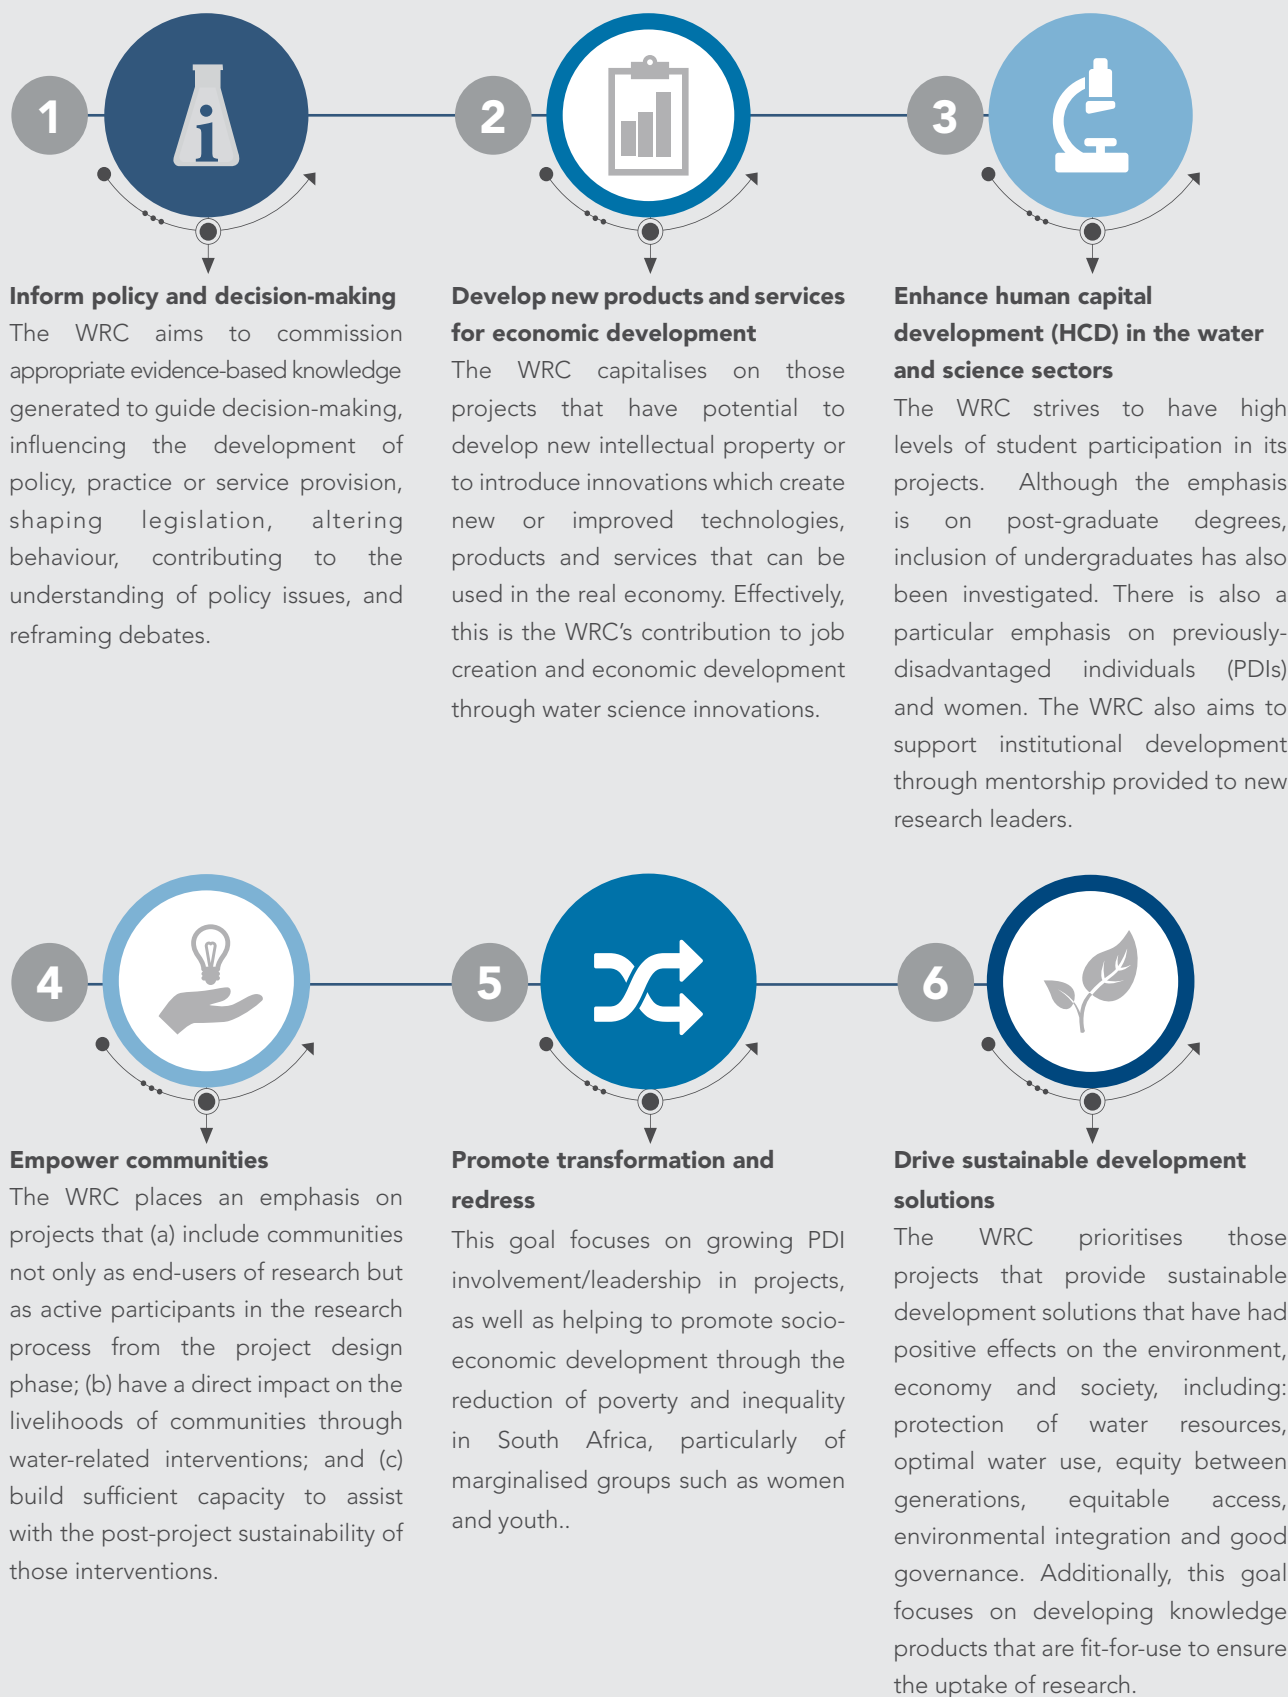 1
Inform policy and decision-making
The WRC aims to commission
appropriate evidence-based knowledge
generated to guide decision-making,
influencing the development of
policy, practice or service provision,
shaping legislation, altering
behaviour, contributing to the
understanding of policy issues, and
reframing debates.
2
Develop new products and services
for economic development
The WRC capitalises on those
projects that have potential to
develop new intellectual property or
to introduce innovations which create
new or improved technologies,
products and services that can be
used in the real economy. Effectively,
this is the WRC's contribution to job
creation and economic development
through water science innovations.
3
Enhance human capital
development (HCD) in the water
and science sectors
The WRC strives to have high
levels of student participation in its
projects. Although the emphasis
is on post-graduate degrees,
inclusion of undergraduates has also
been investigated. There is also a
particular emphasis on previously-
disadvantaged individuals (PDIs)
and women. The WRC also aims to
support institutional development
through mentorship provided to new
research leaders.
4
Empower communities
The WRC places an emphasis on
projects that (a) include communities
not only as end-users of research but
as active participants in the research
process from the project design
phase; (b) have a direct impact on the
livelihoods of communities through
water-related interventions; and (c)
build sufficient capacity to assist
with the post-project sustainability of
those interventions.
5
Promote transformation and
redress
This goal focuses on growing PDI
involvement/leadership in projects,
as well as helping to promote socio-
economic development through the
reduction of poverty and inequality
in South Africa, particularly of
marginalised groups such as women
and youth..
6
Drive sustainable development
solutions
The WRC prioritises those
projects that provide sustainable
development solutions that have had
positive effects on the environment,
economy and society, including:
protection of water resources,
optimal water use, equity between
generations, equitable access,
environmental integration and good
governance. Additionally, this goal
focuses on developing knowledge
products that are fit-for-use to ensure
the uptake of research.